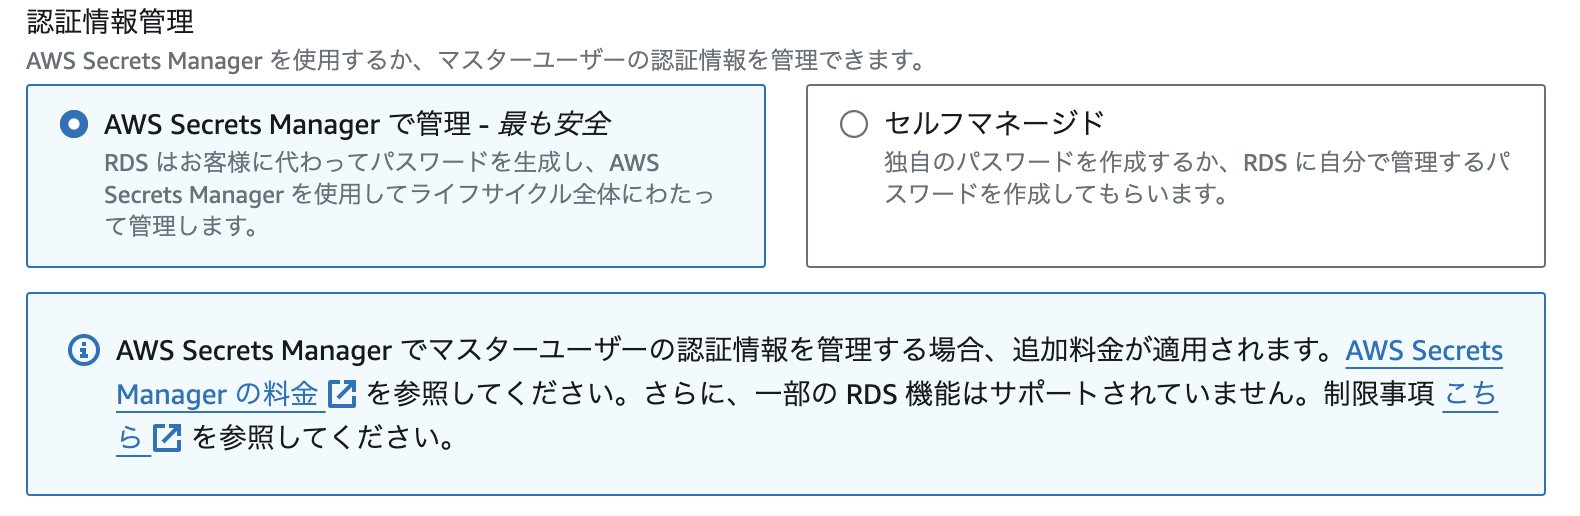 認証情報管理
AWS Secrets Manager を使用するか、マスターユーザーの認証情報を管理できます。
AWS Secrets Manager で管理 - 最も安全
RDS はお客様に代わってパスワードを生成し、AWS
Secrets Manager を使用してライフサイクル全体にわたっ
て管理します。
セルフマネージド
独自のパスワードを作成するか、RDS に自分で管理するパ
スワードを作成してもらいます。
AWS Secrets Manager でマスターユーザーの認証情報を管理する場合、追加料金が適用されます。AWS Secrets
Manager の料金 を参照してください。さらに、一部の RDS 機能はサポートされていません。制限事項 こち
ら を参照してください。